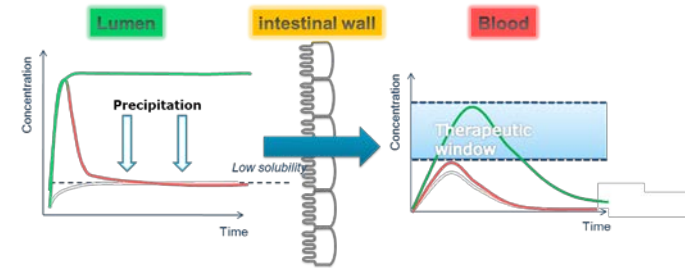 Lumen
intestinal wall
Blood
Concentration
Precipitation
Low solubility
Time
Concentration
Therapeutic
window
Time